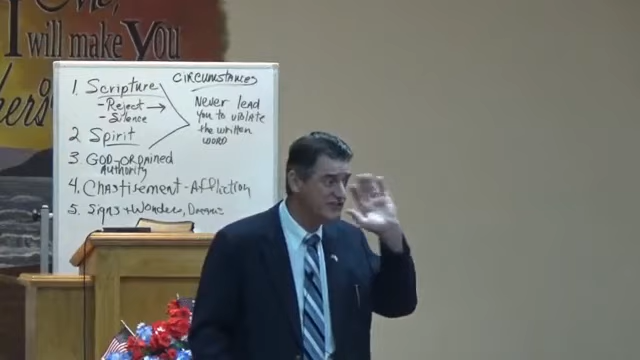 I will make You
1. Scripture
- Reject →
- Silence
2 Spirit
3. GOD-ORDAINED
Authority
4. Chastisement - Affliction
5. Signs + Wonders, Dreams
CIRCUMSTANCES
Never lead
You to violate
the written
WORD